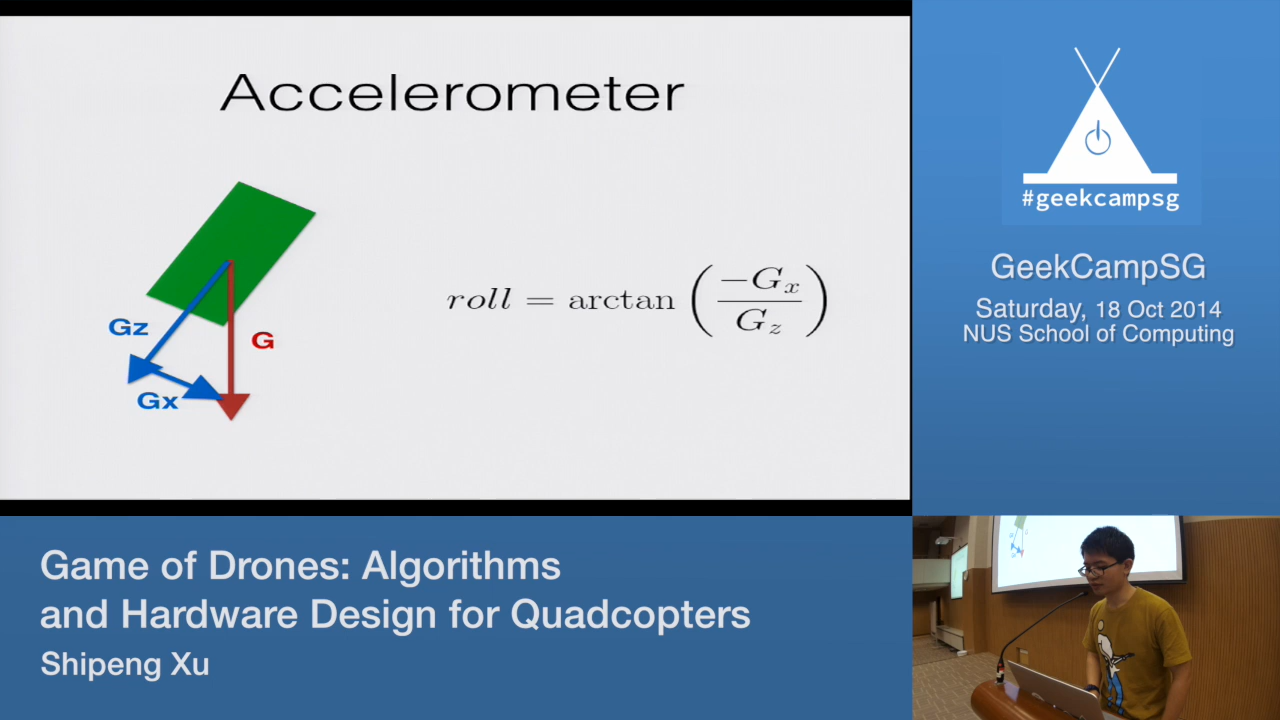 Accelerometer
Gz
G
Gx
roll = arctan (−Gx / Gz)
#geekcampsg
GeekCampSG
Saturday, 18 Oct 2014
NUS School of Computing
Game of Drones: Algorithms
and Hardware Design for Quadcopters
Shipeng Xu